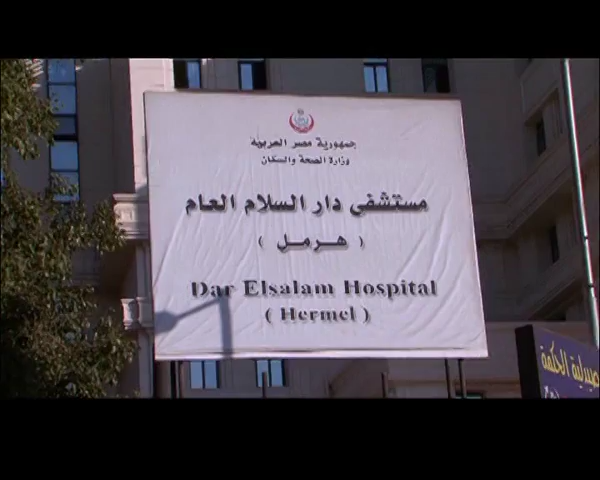 جمهورية مصر العربية
وزارة الصحة والسكان
مستشفى دار السلام العام
( هرمل )
Dar Elsalam Hospital
( Hermel )
صيدلية الحكمة